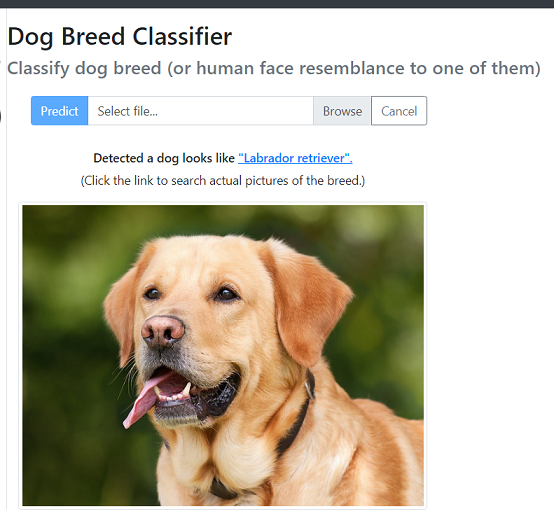 Dog Breed Classifier
Classify dog breed (or human face resemblance to one of them)
Predict Select file... Browse Cancel
Detected a dog looks like "Labrador retriever".
(Click the link to search actual pictures of the breed.)